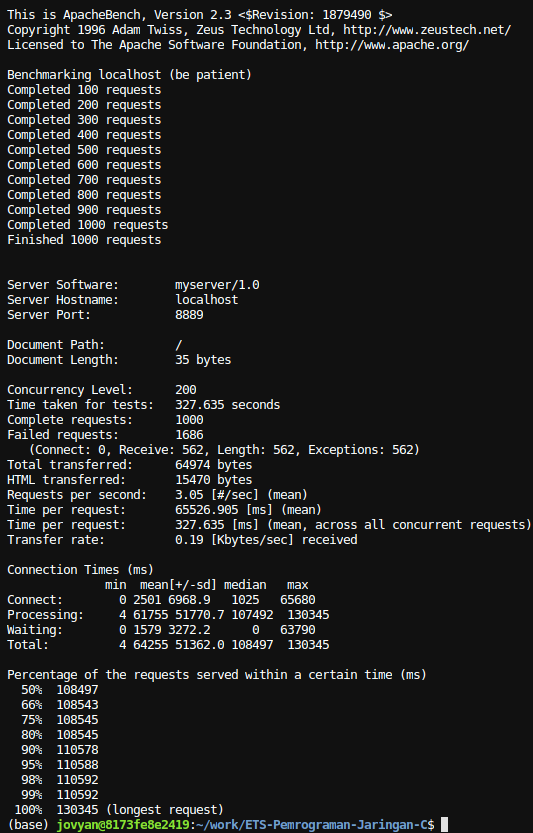 This is ApacheBench, Version 2.3 <$Revision: 1879490 $>
Copyright 1996 Adam Twiss, Zeus Technology Ltd, http://www.zeustech.net/
Licensed to The Apache Software Foundation, http://www.apache.org/

Benchmarking localhost (be patient)
Completed 100 requests
Completed 200 requests
Completed 300 requests
Completed 400 requests
Completed 500 requests
Completed 600 requests
Completed 700 requests
Completed 800 requests
Completed 900 requests
Completed 1000 requests
Finished 1000 requests


Server Software:        myserver/1.0
Server Hostname:        localhost
Server Port:            8889

Document Path:          /
Document Length:        35 bytes

Concurrency Level:      200
Time taken for tests:   327.635 seconds
Complete requests:      1000
Failed requests:        1686
   (Connect: 0, Receive: 562, Length: 562, Exceptions: 562)
Total transferred:      64974 bytes
HTML transferred:       15470 bytes
Requests per second:    3.05 [#/sec] (mean)
Time per request:       65526.905 [ms] (mean)
Time per request:       327.635 [ms] (mean, across all concurrent requests)
Transfer rate:          0.19 [Kbytes/sec] received

Connection Times (ms)
              min  mean[+/-sd] median   max
Connect:        0 2501 6968.9   1025   65680
Processing:     4 61755 51770.7 107492  130345
Waiting:        0 1579 3272.2      0   63790
Total:          4 64255 51362.0 108497  130345

Percentage of the requests served within a certain time (ms)
  50%  108497
  66%  108543
  75%  108545
  80%  108545
  90%  110578
  95%  110588
  98%  110592
  99%  110592
 100%  130345 (longest request)
(base) jovyan@8173fe8e2419:~/work/ETS-Pemrograman-Jaringan-C$